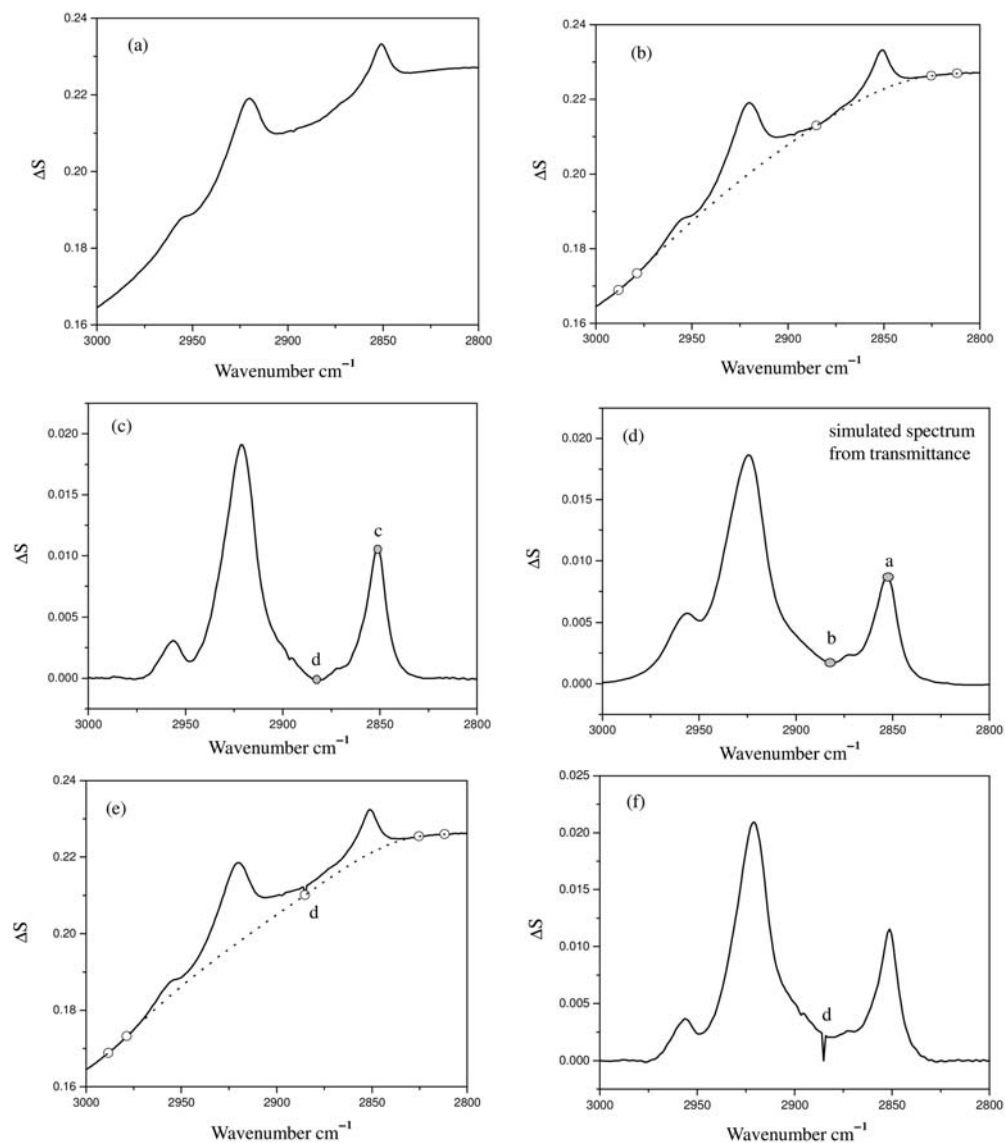 (a)
0.24
0.22
0.20
0.18
0.16
ΔS
3000 2950 2900 2850 2800
Wavenumber cm⁻¹
(b)
0.24
0.22
0.20
0.18
0.16
ΔS
3000 2950 2900 2850 2800
Wavenumber cm⁻¹
(c)
0.020
0.015
0.010
0.005
0.000
ΔS
c
d
3000 2950 2900 2850 2800
Wavenumber cm⁻¹
(d)
simulated spectrum
from transmittance
0.020
0.015
0.010
0.005
0.000
ΔS
a
b
3000 2950 2900 2850 2800
Wavenumber cm⁻¹
(e)
0.24
0.22
0.20
0.18
0.16
ΔS
d
3000 2950 2900 2850 2800
Wavenumber cm⁻¹
(f)
0.025
0.020
0.015
0.010
0.005
0.000
ΔS
d
3000 2950 2900 2850 2800
Wavenumber cm⁻¹